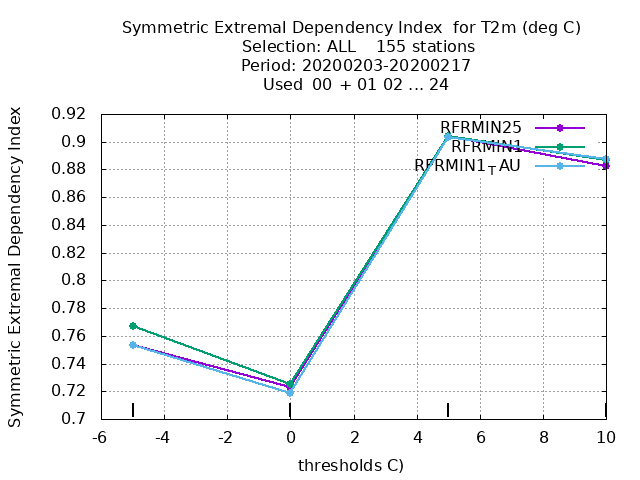 Symmetric Extremal Dependency Index  for T2m (deg C)
Selection: ALL    155 stations
Period: 20200203-20200217
Used  00  + 01 02 ... 24
Symmetric Extremal Dependency Index
0.92
0.9
0.88
0.86
0.84
0.82
0.8
0.78
0.76
0.74
0.72
0.7
RFRMIN25
RFRMIN1
RFRMIN1TAU
-6 -4 -2 0 2 4 6 8 10
thresholds C)